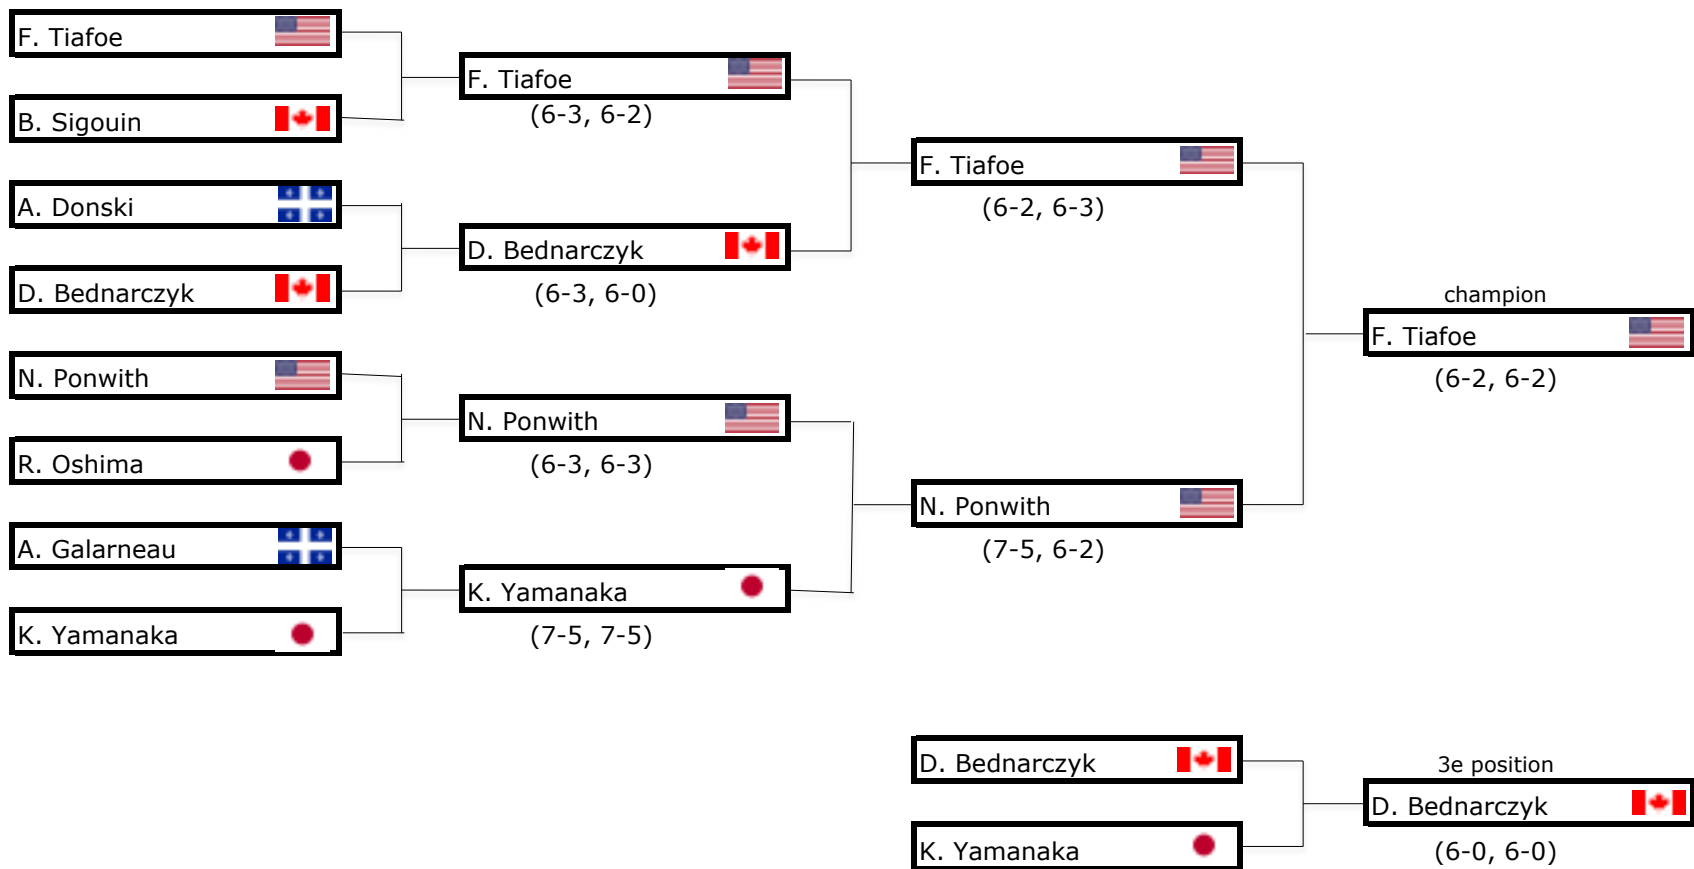 F. Tiafoe
B. Sigouin
A. Donski
D. Bednarczyk
N. Ponwith
R. Oshima
A. Galarneau
K. Yamanaka
F. Tiafoe
(6-3, 6-2)
D. Bednarczyk
(6-3, 6-0)
N. Ponwith
(6-3, 6-3)
K. Yamanaka
(7-5, 7-5)
F. Tiafoe
(6-2, 6-3)
N. Ponwith
(7-5, 6-2)
champion
F. Tiafoe
(6-2, 6-2)
D. Bednarczyk
K. Yamanaka
3e position
D. Bednarczyk
(6-0, 6-0)